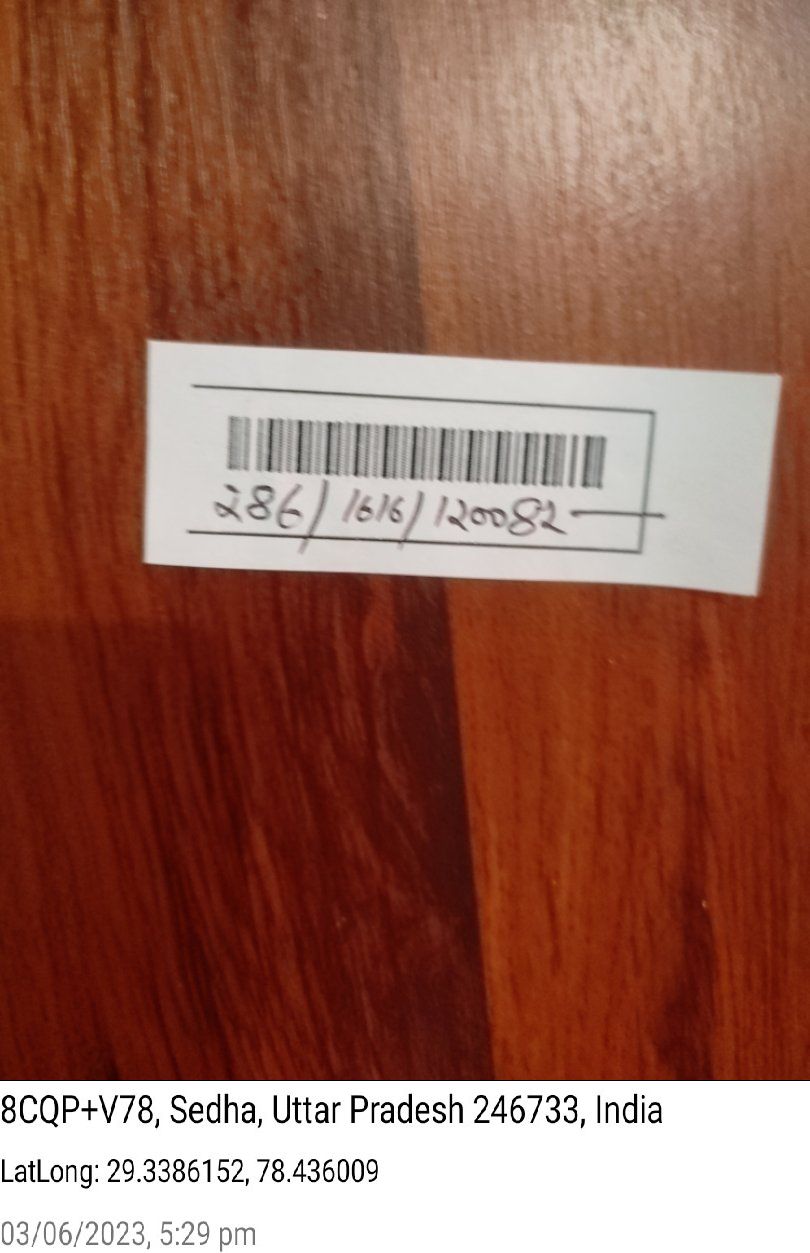 286/1616/120082
8CQP+V78, Sedha, Uttar Pradesh 246733, India
LatLong: 29.3386152, 78.436009
03/06/2023, 5:29 pm